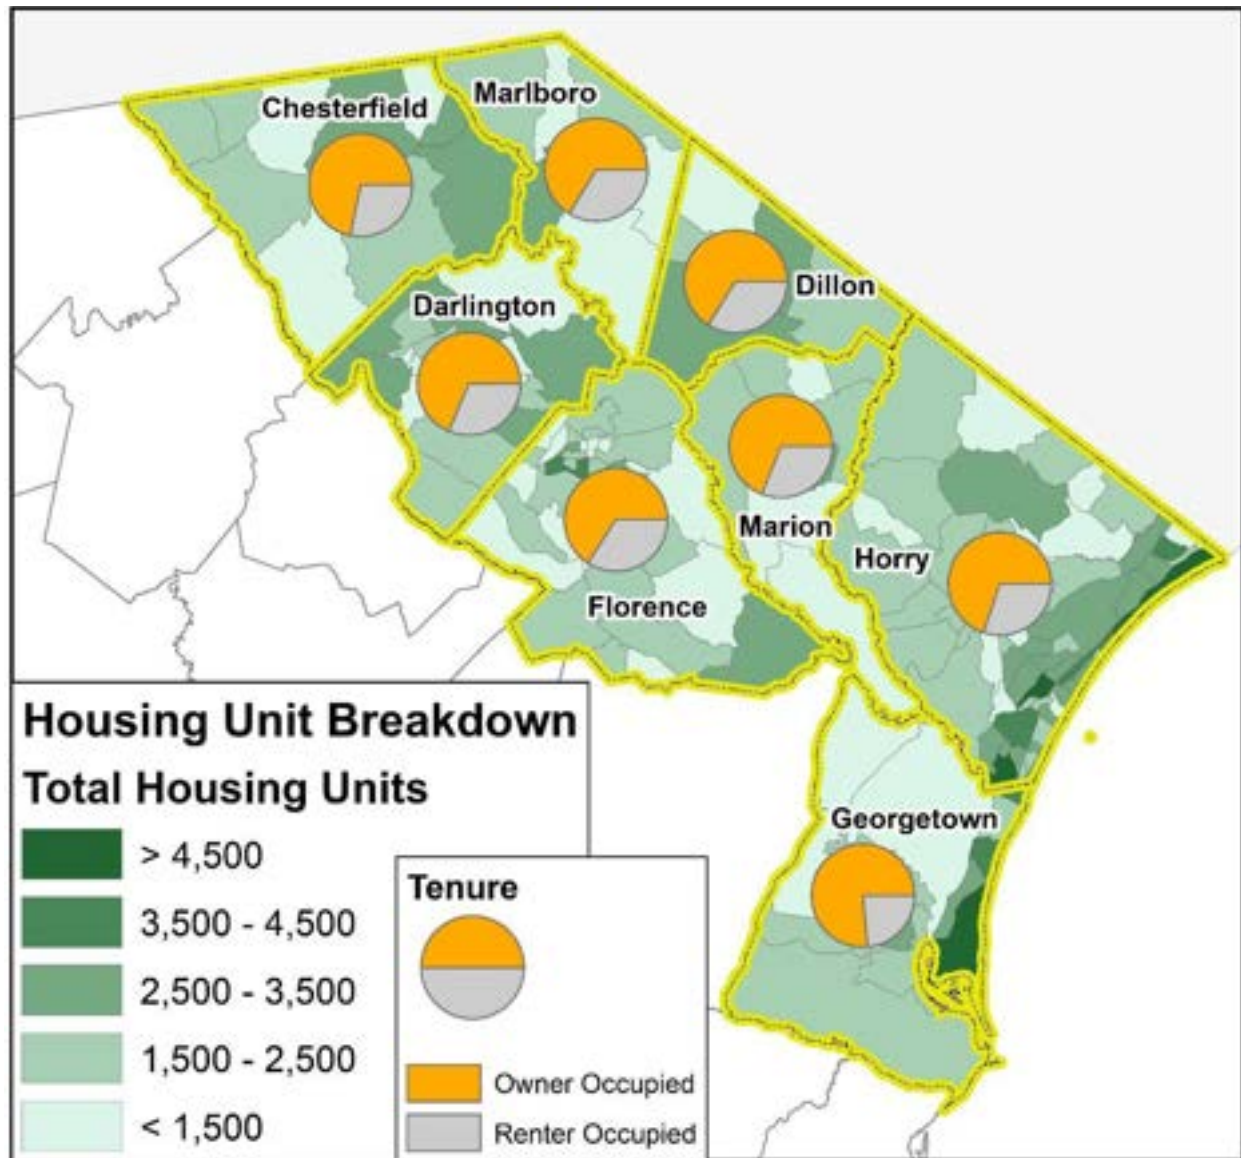 Chesterfield
Marlboro
Darlington
Dillon
Marion
Horry
Florence
Georgetown
Housing Unit Breakdown
Total Housing Units
> 4,500
3,500 - 4,500
2,500 - 3,500
1,500 - 2,500
< 1,500
Tenure
Owner Occupied
Renter Occupied